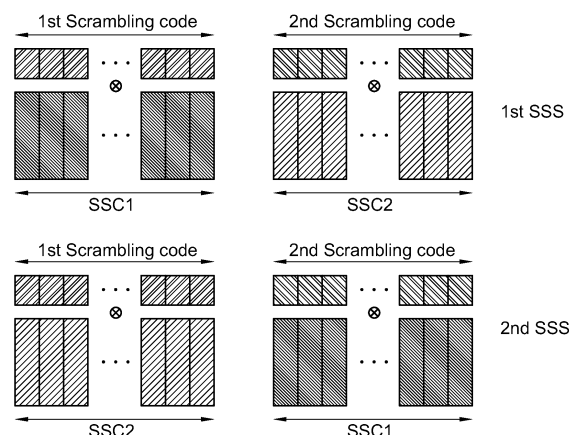 1st Scrambling code
2nd Scrambling code
1st SSS
SSC1
SSC2
1st Scrambling code
2nd Scrambling code
2nd SSS
SSC2
SSC1